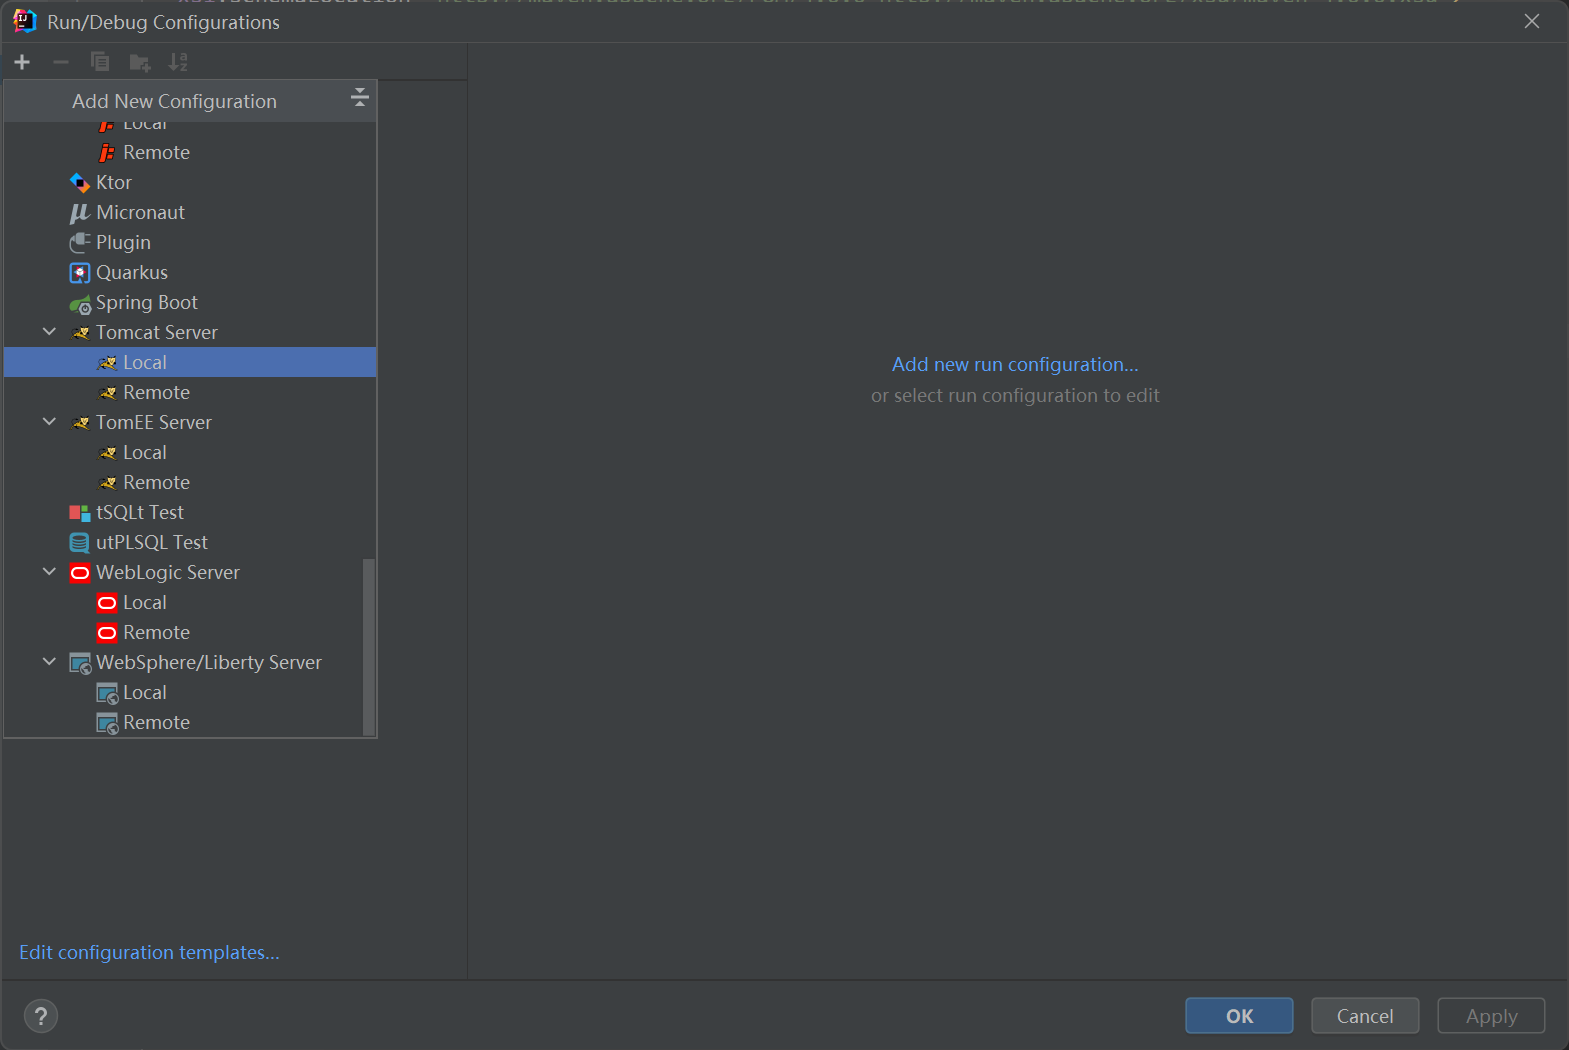 Run/Debug Configurations
Add New Configuration
Local
Remote
Ktor
Micronaut
Plugin
Quarkus
Spring Boot
Tomcat Server
Local
Remote
TomEE Server
Local
Remote
tSQLt Test
utPLSQL Test
WebLogic Server
Local
Remote
WebSphere/Liberty Server
Local
Remote
Add new run configuration...
or select run configuration to edit
Edit configuration templates...
?
OK
Cancel
Apply